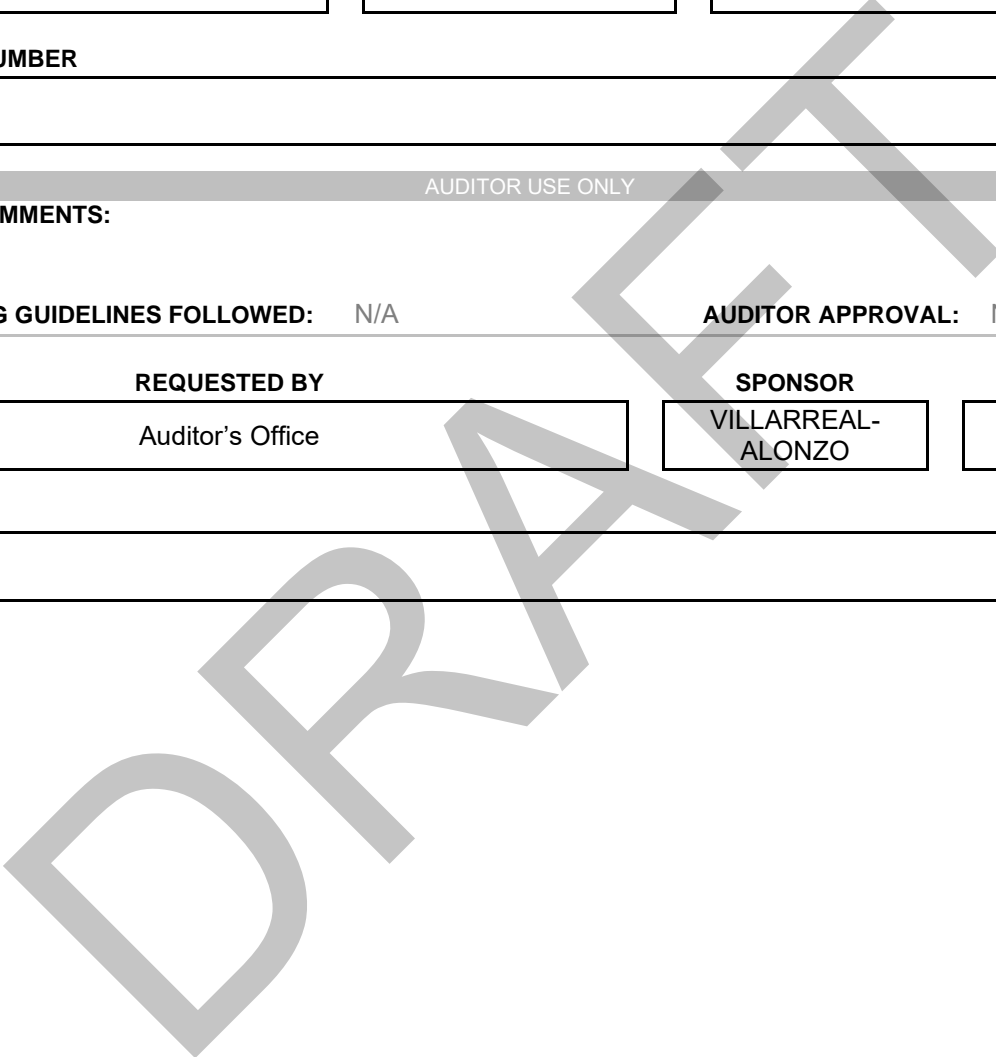 UMBER
AUDITOR USE ONLY
MMENTS:
G GUIDELINES FOLLOWED: N/A AUDITOR APPROVAL:
REQUESTED BY SPONSOR
Auditor’s Office VILLARREAL-
ALONZO
DRAFT